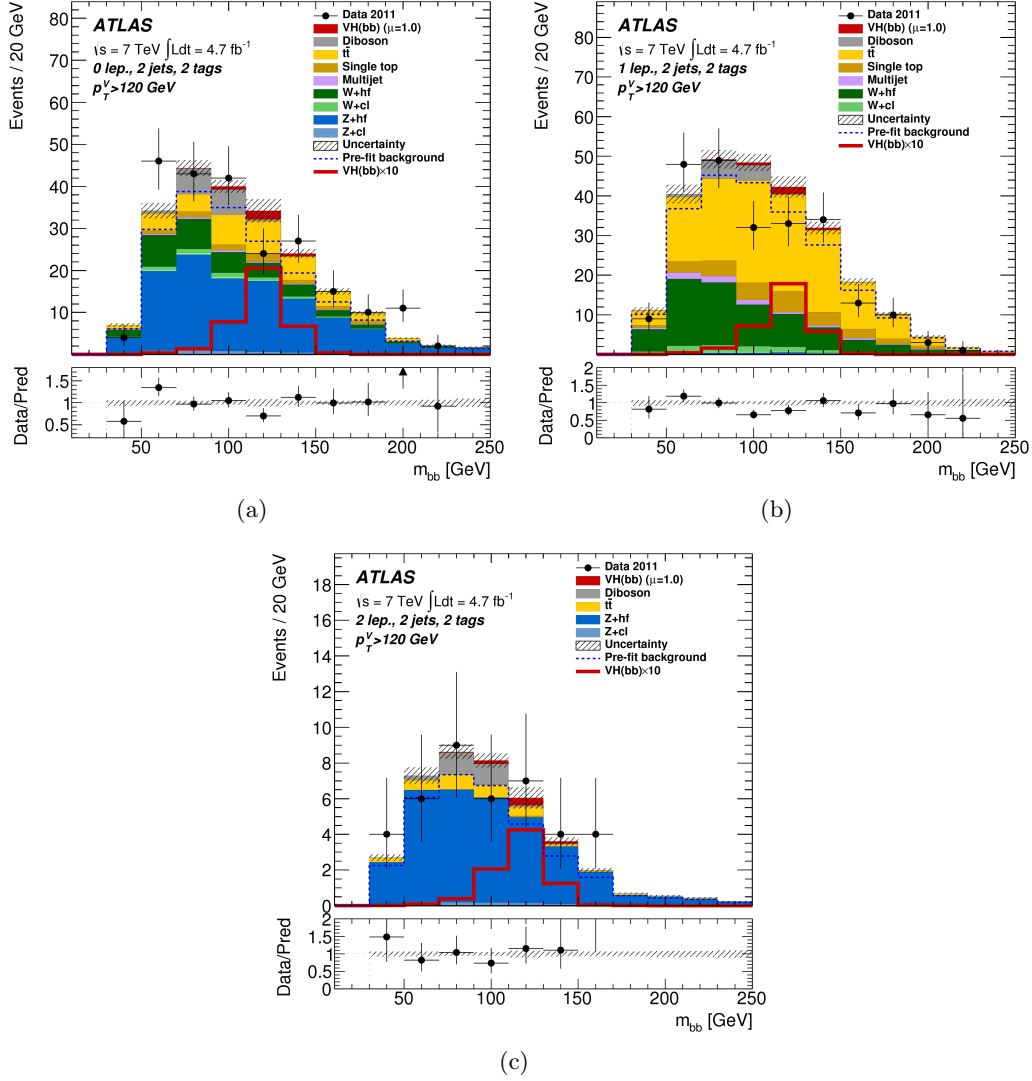 ATLAS
√s = 7 TeV ∫Ldt = 4.7 fb⁻¹
0 lep., 2 jets, 2 tags
p_T^V>120 GeV
Data 2011
VH(bb) (μ=1.0)
Diboson
tt̄
Single top
Multijet
W+hf
W+cl
Z+hf
Z+cl
Uncertainty
Pre-fit background
VH(bb)×10
Events / 20 GeV
80
70
60
50
40
30
20
10
Data/Pred
1.5
1
0.5
50 100 150 200 250
m_bb [GeV]
(a)
ATLAS
√s = 7 TeV ∫Ldt = 4.7 fb⁻¹
1 lep., 2 jets, 2 tags
p_T^V>120 GeV
Data 2011
VH(bb) (μ=1.0)
Diboson
tt̄
Single top
Multijet
W+hf
W+cl
Z+hf
Z+cl
Uncertainty
Pre-fit background
VH(bb)×10
Events / 20 GeV
80
70
60
50
40
30
20
10
Data/Pred
2
1.5
1
0.5
0
50 100 150 200 250
m_bb [GeV]
(b)
ATLAS
√s = 7 TeV ∫Ldt = 4.7 fb⁻¹
2 lep., 2 jets, 2 tags
p_T^V>120 GeV
Data 2011
VH(bb) (μ=1.0)
Diboson
tt̄
Z+hf
Z+cl
Uncertainty
Pre-fit background
VH(bb)×10
Events / 20 GeV
18
16
14
12
10
8
6
4
2
0
Data/Pred
2
1.5
1
0.5
0
50 100 150 200 250
m_bb [GeV]
(c)